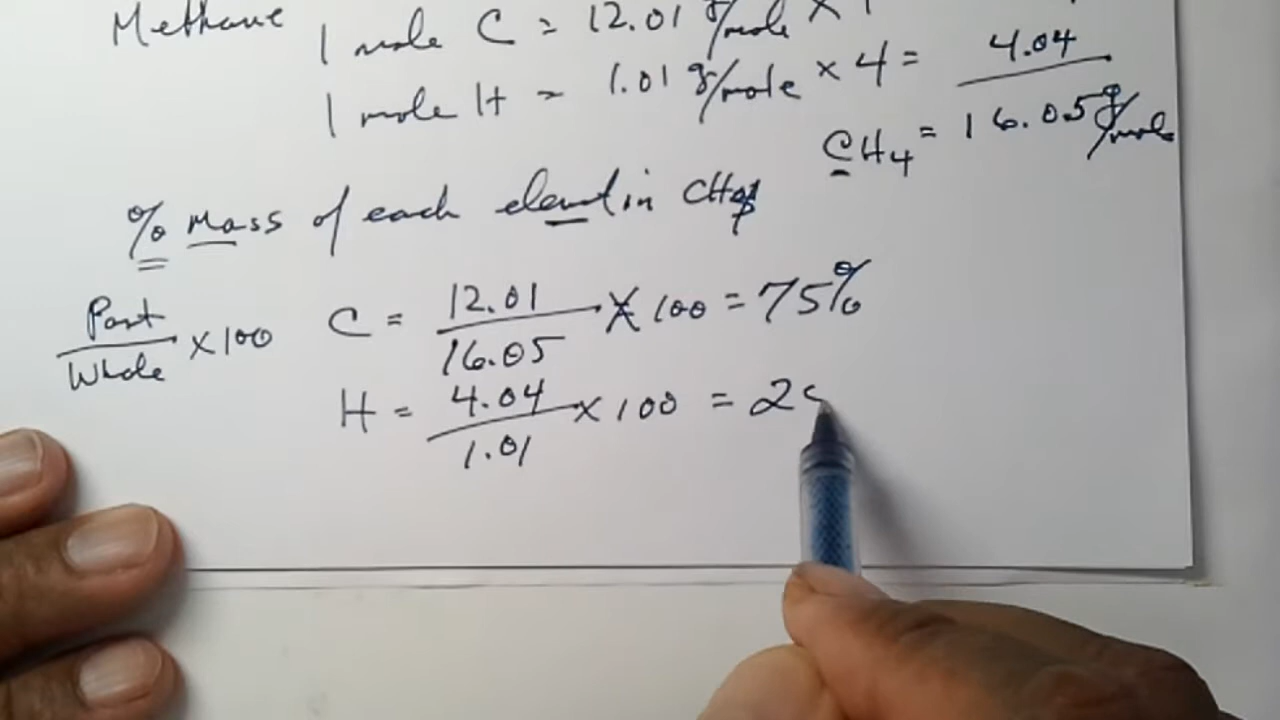 Methane 1 mole C = 12.01 g/mole × 1
1 mole H = 1.01 g/mole × 4 = 4.04
CH4 = 16.05 g/mole
% Mass of each element in CH4
Part/Whole × 100
C = 12.01/16.05 × 100 = 75%
H = 4.04/1.01 × 100 = 2